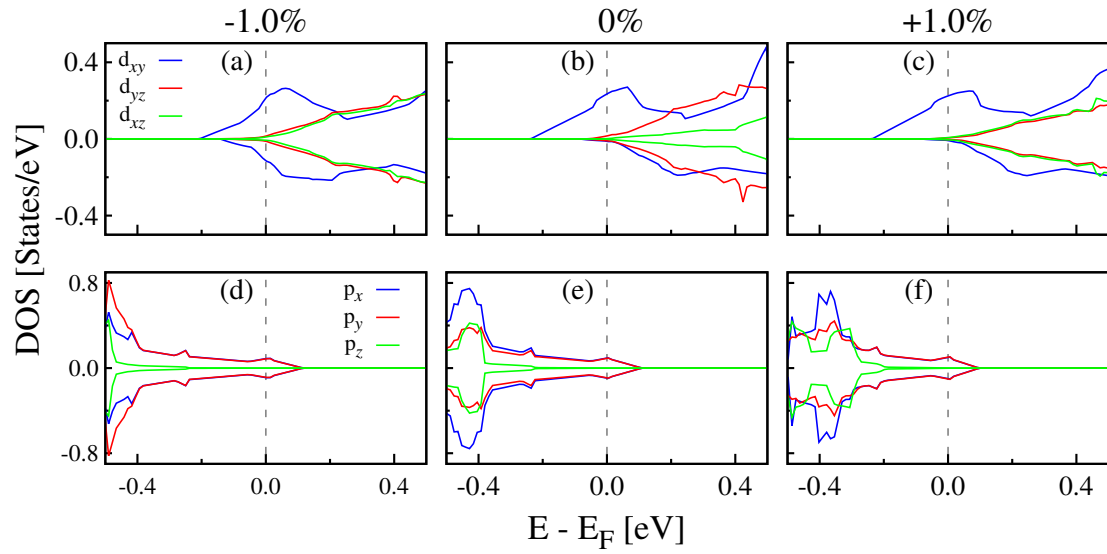 -1.0% 0% +1.0%
DOS [States/eV]
0.4 0.0 -0.4
(a) (b) (c)
d_xy
d_yz
d_xz
0.8 0.0 -0.8
(d) (e) (f)
p_x
p_y
p_z
-0.4 0.0 0.4 -0.4 0.0 0.4 -0.4 0.0 0.4
E - E_F [eV]